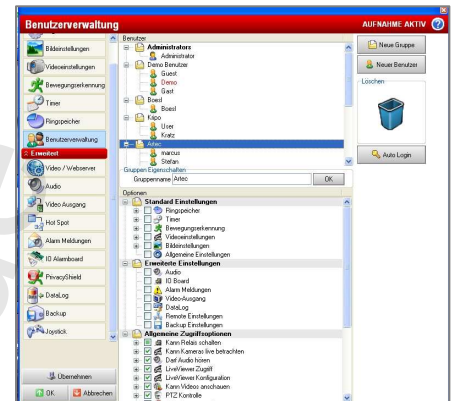 Benutzerverwaltung
AUFNAHME AKTIV
Bildeinstellungen
Videoeinstellungen
Bewegungserkennung
Timer
Ringspeicher
Benutzerverwaltung
Erweitert
Video / Webserver
Audio
Video Ausgang
Hot Spot
Alarm Meldungen
IO Alarmboard
PrivacyShield
DataLog
Backup
Joystick
Übernehmen
OK
Abbrechen
Benutzer
Administrators
Administrator
Demo Benutzer
Guest
Demo
Gast
Boesl
Boesl
Kripo
User
Kratz
Artec
marcus
Stefan
Gruppen Eigenschaften
Gruppenname Artec
OK
Optionen
Standard Einstellungen
Ringspeicher
Timer
Bewegungserkennung
Videoeinstellungen
Bildeinstellungen
Allgemeine Einstellungen
Erweiterte Einstellungen
Audio
IO Board
Alarm Meldungen
Video-Ausgang
DataLog
Remote Einstellungen
Backup Einstellungen
Allgemeine Zugriffsoptionen
Kann Relais schalten
Kann Kameras live betrachten
Darf Audio hören
LiveViewer Zugriff
LiveViewer Konfiguration
Kann Videos anschauen
PTZ Kontrolle
Neue Gruppe
Neuer Benutzer
Löschen
Auto Login